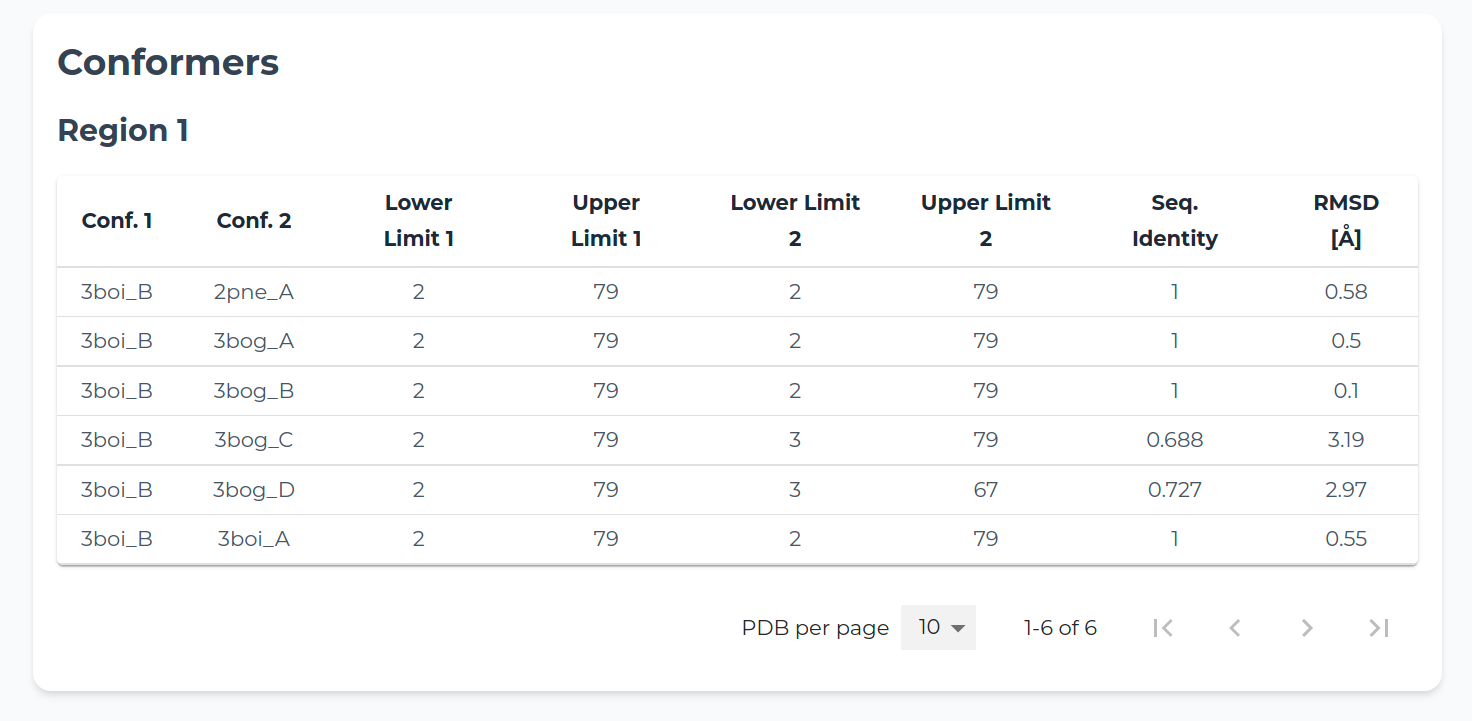 Conformers
Region 1
Conf. 1 Conf. 2 Lower Limit 1 Upper Limit 1 Lower Limit 2 Upper Limit 2 Seq. Identity RMSD [Å]
3boi_B 2pne_A 2 79 2 79 1 0.58
3boi_B 3bog_A 2 79 2 79 1 0.5
3boi_B 3bog_B 2 79 2 79 1 0.1
3boi_B 3bog_C 2 79 3 79 0.688 3.19
3boi_B 3bog_D 2 79 3 67 0.727 2.97
3boi_B 3boi_A 2 79 2 79 1 0.55
PDB per page 10 1-6 of 6